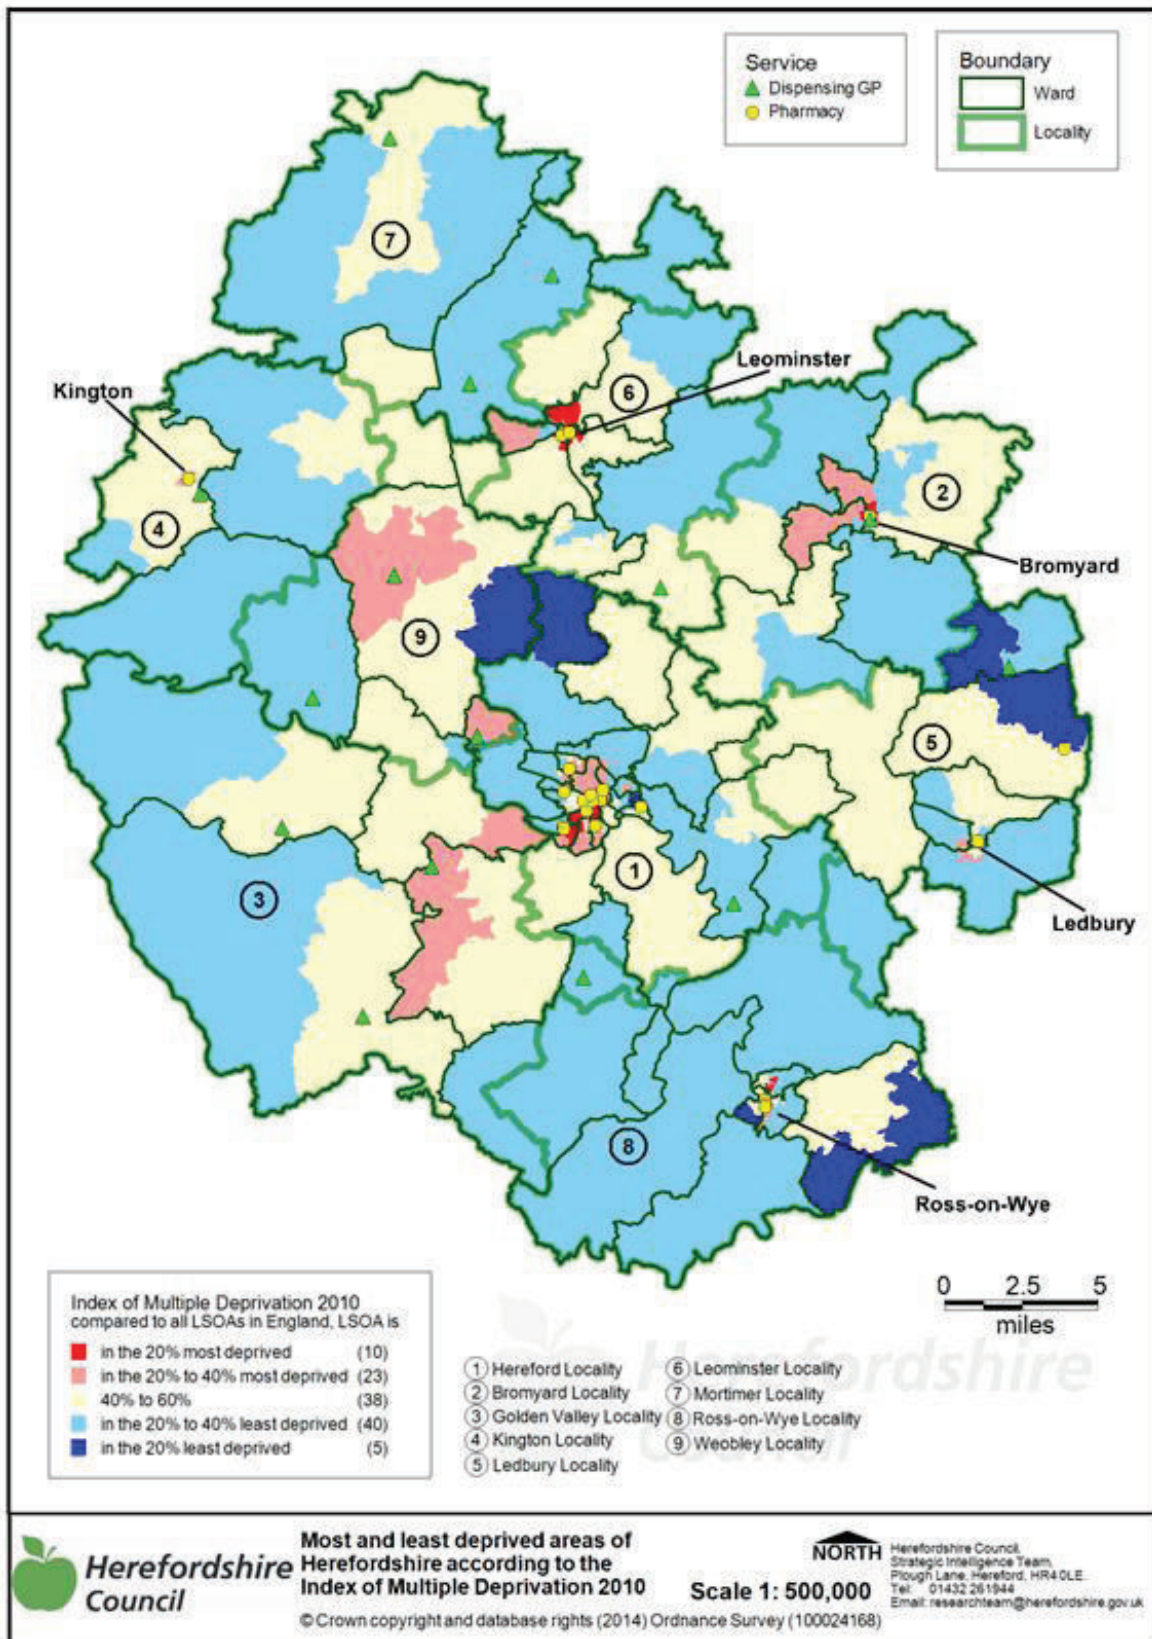 Service
Dispensing GP
Pharmacy
Boundary
Ward
Locality
7
Leominster
Kington
6
2
4
Bromyard
9
5
1
3
Ledbury
8
Ross-on-Wye
0 2.5 5
miles
Index of Multiple Deprivation 2010
compared to all LSOAs in England, LSOA is
in the 20% most deprived (10)
in the 20% to 40% most deprived (23)
40% to 60% (38)
in the 20% to 40% least deprived (40)
in the 20% least deprived (5)
1 Hereford Locality
2 Bromyard Locality
3 Golden Valley Locality
4 Kington Locality
5 Ledbury Locality
6 Leominster Locality
7 Mortimer Locality
8 Ross-on-Wye Locality
9 Weobley Locality
Herefordshire
Council
Herefordshire
Council
Most and least deprived areas of
Herefordshire according to the
Index of Multiple Deprivation 2010
© Crown copyright and database rights (2014) Ordnance Survey (100024168)
NORTH
Scale 1: 500,000
Herefordshire Council,
Strategic Intelligence Team,
Plough Lane, Hereford, HR4 0LE.
Tel: 01432 261944
Email: researchteam@herefordshire.gov.uk